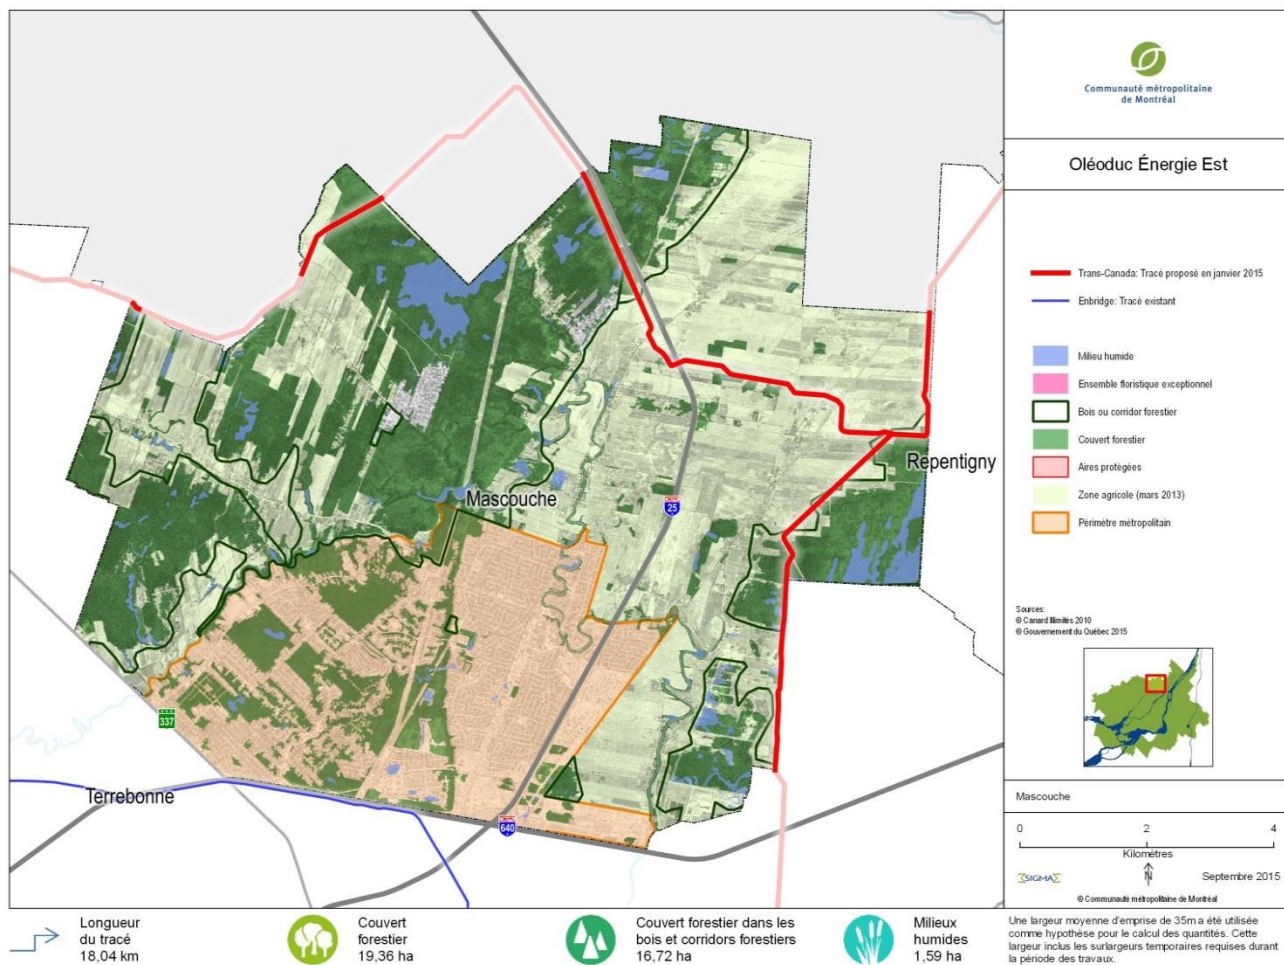 Communauté métropolitaine
de Montréal
Oléoduc Énergie Est
Trans-Canada: Tracé proposé en janvier 2015
Enbridge: Tracé existant
Milieu humide
Ensemble floristique exceptionnel
Bois ou corridor forestier
Couvert forestier
Aires protégées
Zone agricole (mars 2013)
Périmètre métropolitain
Sources:
© Canard Illimités 2010
© Gouvernement du Québec 2015
Mascouche
0 2 4
Kilomètres
N
SIGMA
Septembre 2015
© Communauté métropolitaine de Montréal
Repentigny
Mascouche
25
337
Terrebonne
640
Longueur
du tracé
18,04 km
Couvert
forestier
19,36 ha
Couvert forestier dans les
bois et corridors forestiers
16,72 ha
Milieux
humides
1,59 ha
Une largeur moyenne d'emprise de 35m a été utilisée
comme hypothèse pour le calcul des quantités. Cette
largeur inclus les surlargeurs temporaires requises durant
la période des travaux.